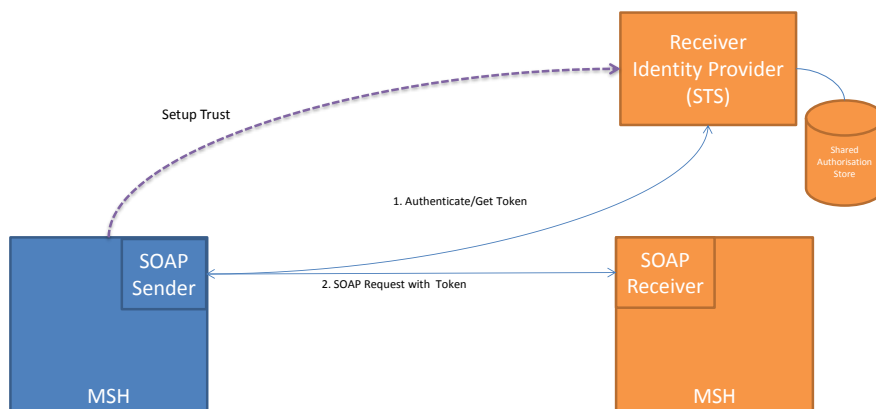 Receiver
Identity Provider
(STS)
Setup Trust
Shared
Authorisation
Store
1. Authenticate/Get Token
SOAP
Sender
SOAP
Receiver
2. SOAP Request with Token
MSH
MSH